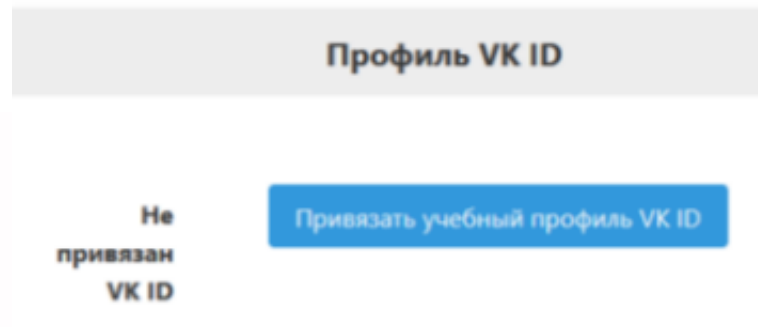 Профиль VK ID
Не
привязан
VK ID
Привязать учебный профиль VK ID